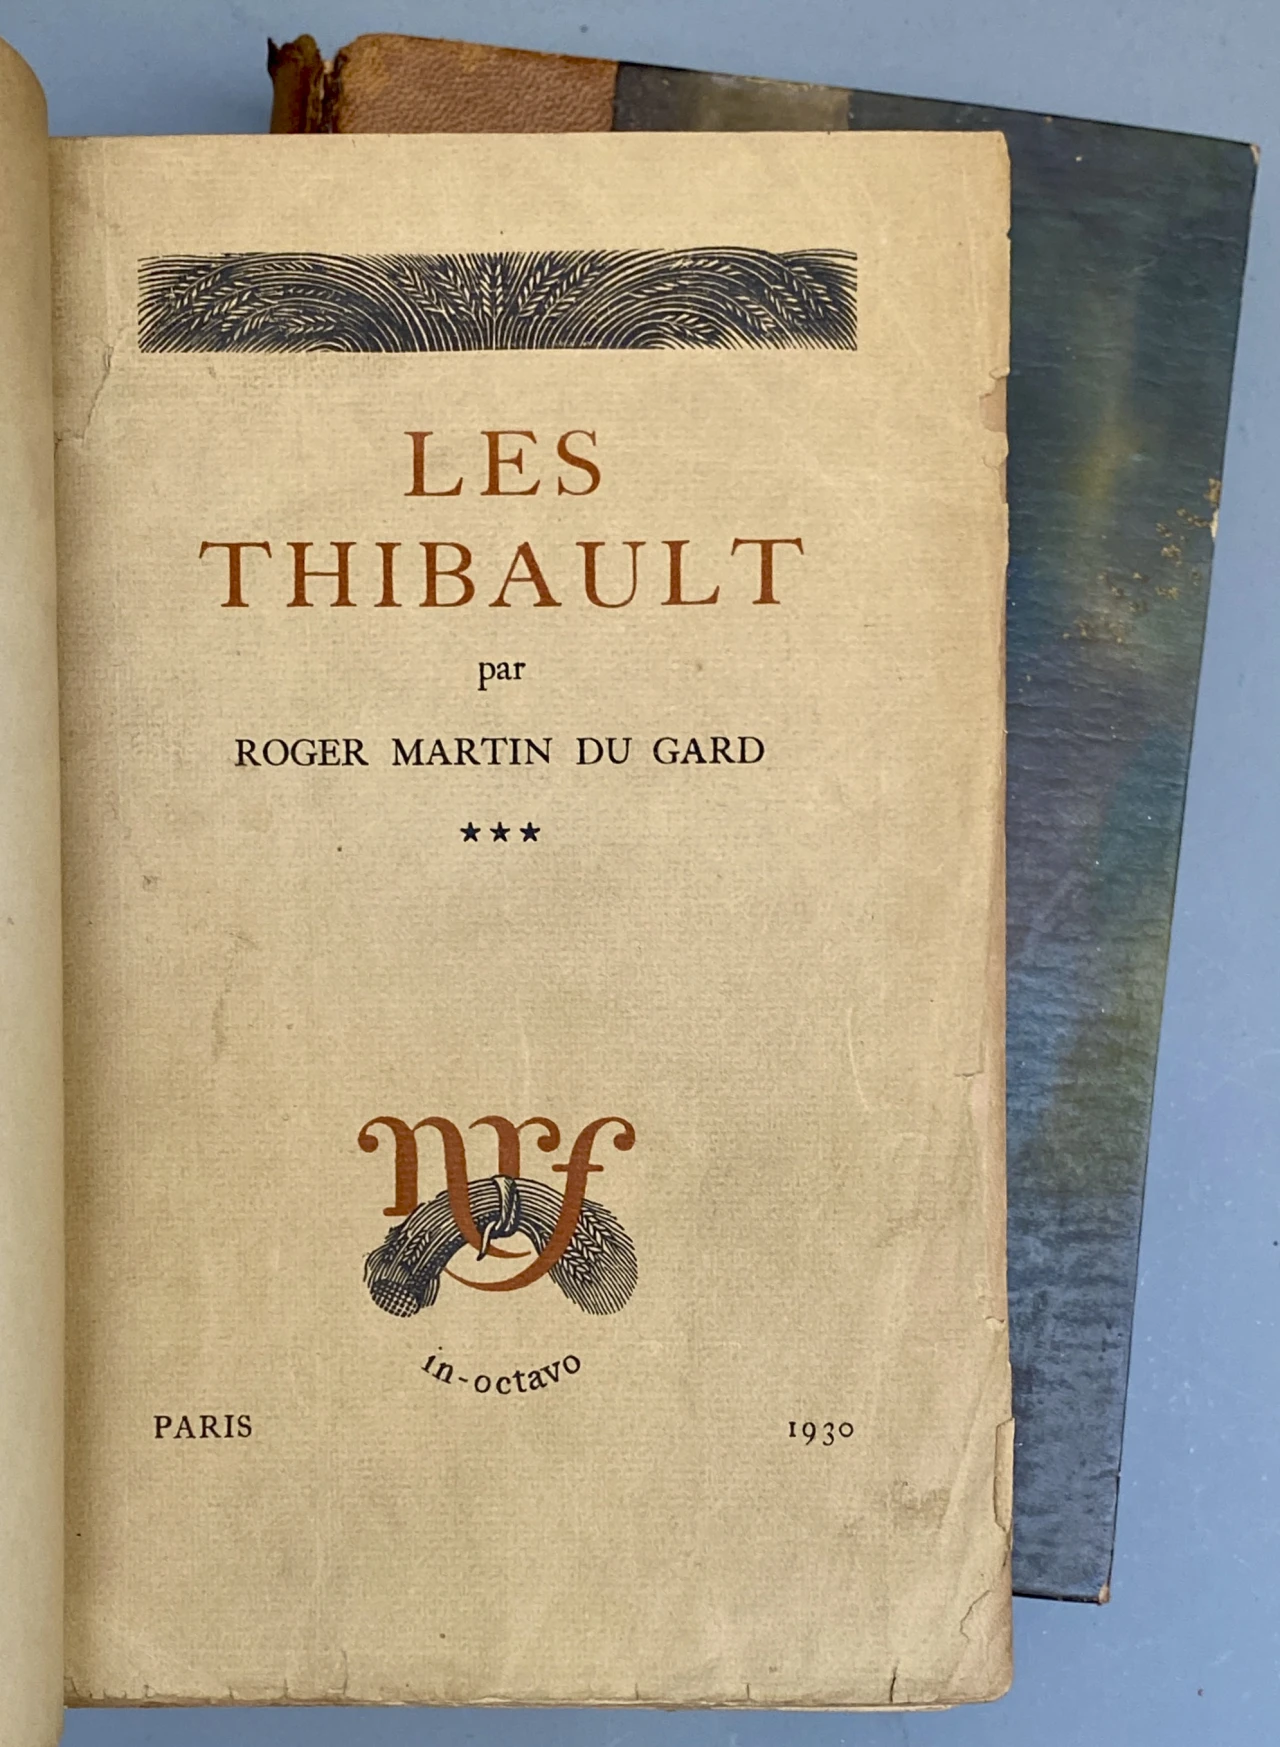 LES
THIBAULT
par
ROGER MARTIN DU GARD
★★★
nrf
in-octavo
PARIS 1930